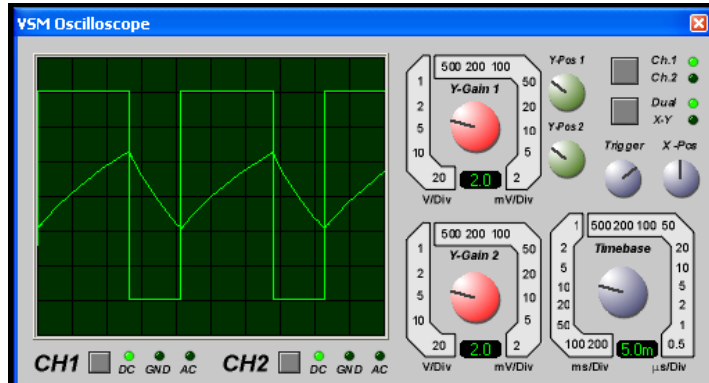 VSM Oscilloscope
500 200 100
1
2
5
10
20
50
20
10
5
2
Y-Gain 1
2.0
V/Div
mV/Div
Y-Pos 1
Y-Pos 2
Ch.1
Ch.2
Dual
X-Y
Trigger
X-Pos
500 200 100
1
2
5
10
20
50
20
10
5
2
Y-Gain 2
2.0
V/Div
mV/Div
1
500 200 100 50
2
5
10
20
50
100 200
20
10
5
2
1
0.5
Timebase
5.0m
ms/Div
µs/Div
CH1 DC GND AC
CH2 DC GND AC